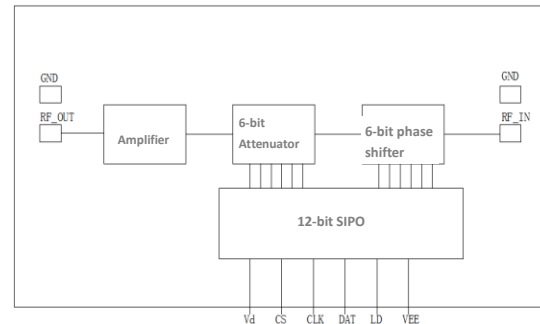 GND
GND
RF_OUT
RF_IN
Amplifier
6-bit
Attenuator
6-bit phase
shifter
12-bit SIPO
Vd CS CLK DAT LD VEE